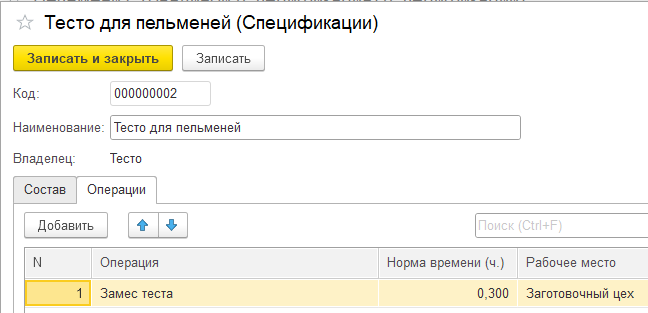 Тесто для пельменей (Спецификации)
Записать и закрыть Записать
Код: 000000002
Наименование: Тесто для пельменей
Владелец: Тесто
Состав Операции
Добавить Поиск (Ctrl+F)
N Операция Норма времени (ч.) Рабочее место
1 Замес теста 0,300 Заготовочный цех